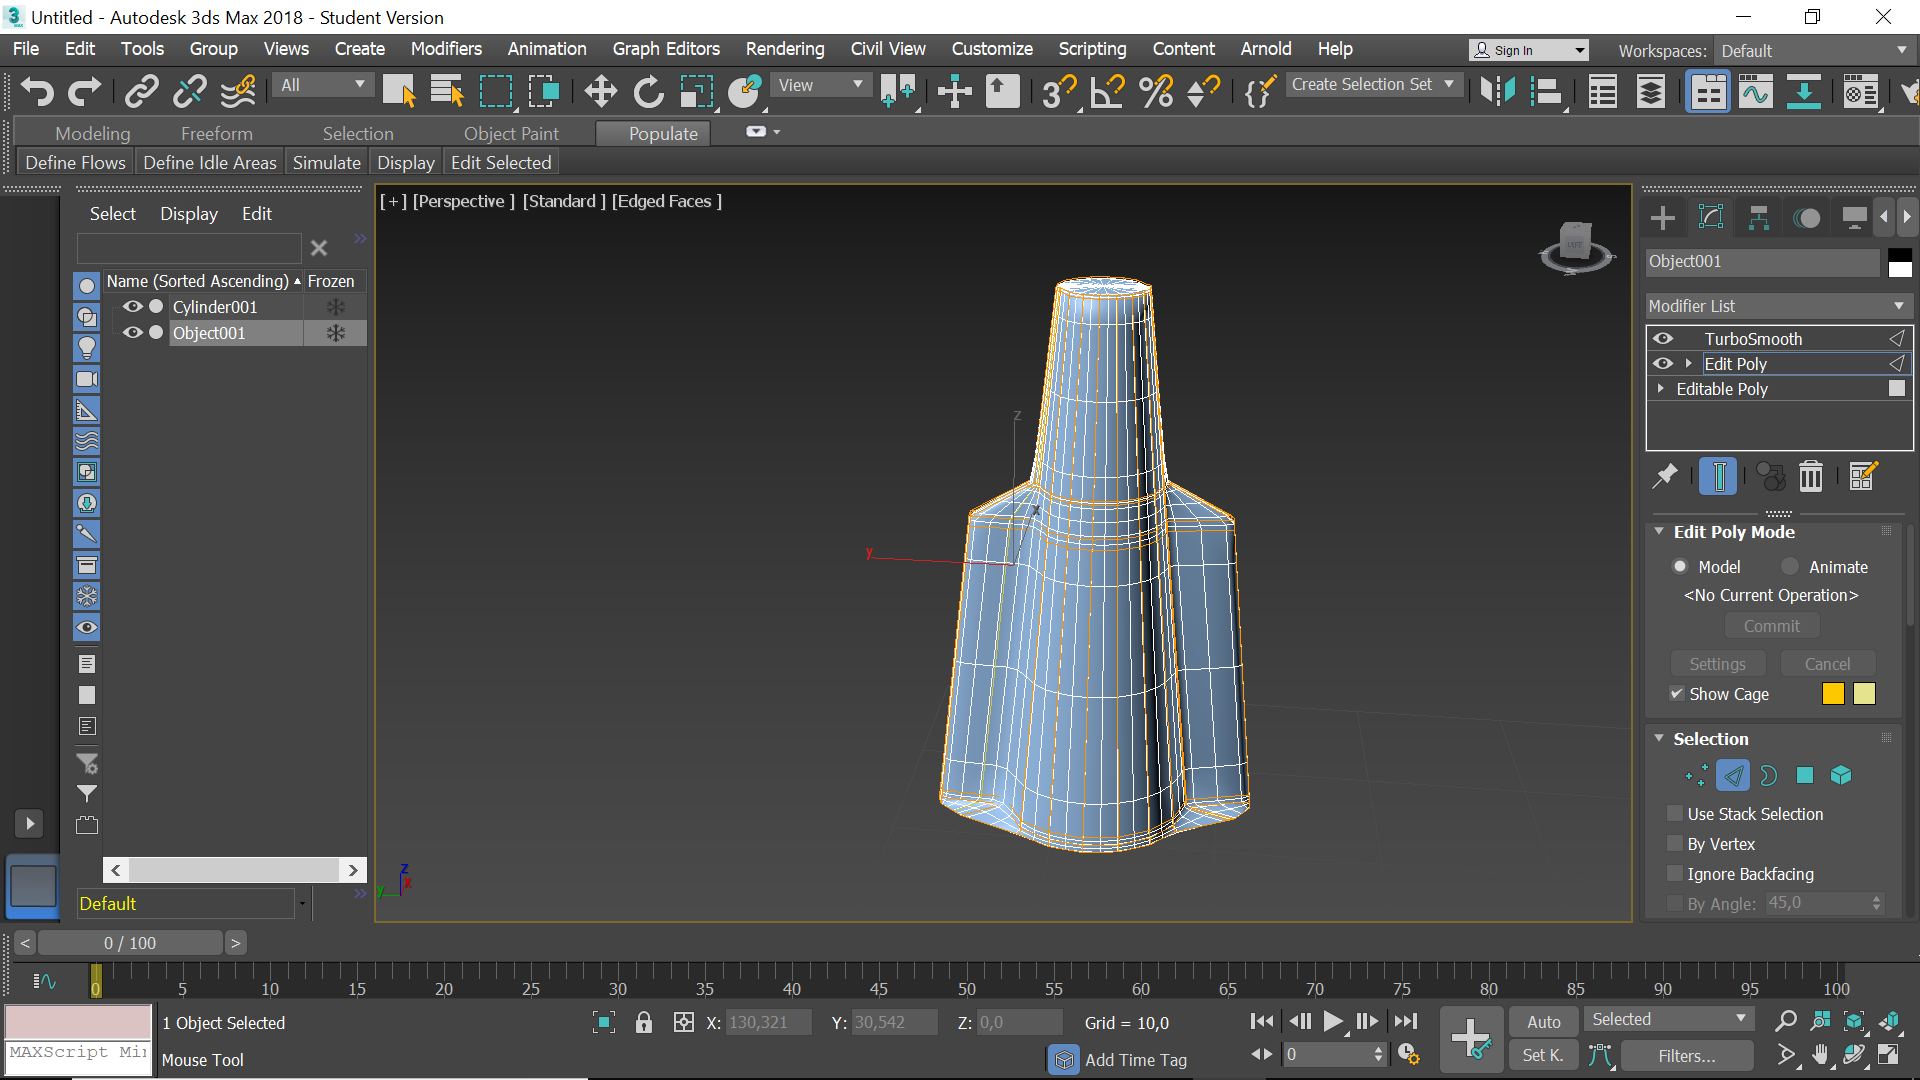 Untitled - Autodesk 3ds Max 2018 - Student Version
File Edit Tools Group Views Create Modifiers Animation Graph Editors Rendering Civil View Customize Scripting Content Arnold Help Sign In Workspaces: Default
All View Create Selection Set
Modeling Freeform Selection Object Paint Populate
Define Flows Define Idle Areas Simulate Display Edit Selected
Select Display Edit
Name (Sorted Ascending) Frozen
Cylinder001
Object001
Default
[ + ] [Perspective ] [Standard ] [Edged Faces ]
z
x
y
z
x
y
LEFT
Object001
Modifier List
TurboSmooth
Edit Poly
Editable Poly
Edit Poly Mode
Model Animate
<No Current Operation>
Commit
Settings Cancel
Show Cage
Selection
Use Stack Selection
By Vertex
Ignore Backfacing
By Angle: 45,0
< 0 / 100 >
0 5 10 15 20 25 30 35 40 45 50 55 60 65 70 75 80 85 90 95 100
1 Object Selected X: 130,321 Y: 30,542 Z: 0,0 Grid = 10,0 Auto Selected
MAXScript Mir Mouse Tool Add Time Tag 0 Set K. Filters...